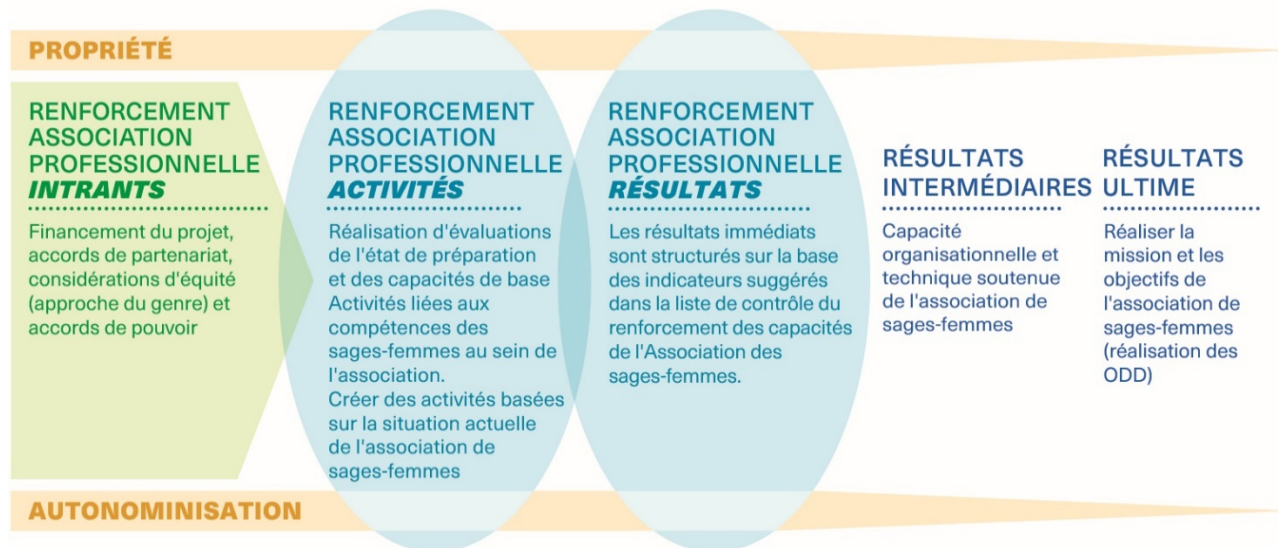 PROPRIÉTÉ
RENFORCEMENT
ASSOCIATION
PROFESSIONNELLE
INTRANTS
Financement du projet,
accords de partenariat,
considérations d'équité
(approche du genre) et
accords de pouvoir
RENFORCEMENT
ASSOCIATION
PROFESSIONNELLE
ACTIVITÉS
Réalisation d'évaluations
de l'état de préparation
et des capacités de base
Activités liées aux
compétences des
sages-femmes au sein de
l'association.
Créer des activités basées
sur la situation actuelle
de l'association de
sages-femmes
RENFORCEMENT
ASSOCIATION
PROFESSIONNELLE
RÉSULTATS
Les résultats immédiats
sont structurés sur la base
des indicateurs suggérés
dans la liste de contrôle du
renforcement des capacités
de l'Association des
sages-femmes.
RÉSULTATS
INTERMÉDIAIRES
Capacité
organisationnelle et
technique soutenue
de l'association de
sages-femmes
RÉSULTATS
ULTIME
Réaliser la
mission et les
objectifs de
l'association de
sages-femmes
(réalisation des
ODD)
AUTONOMINISATION